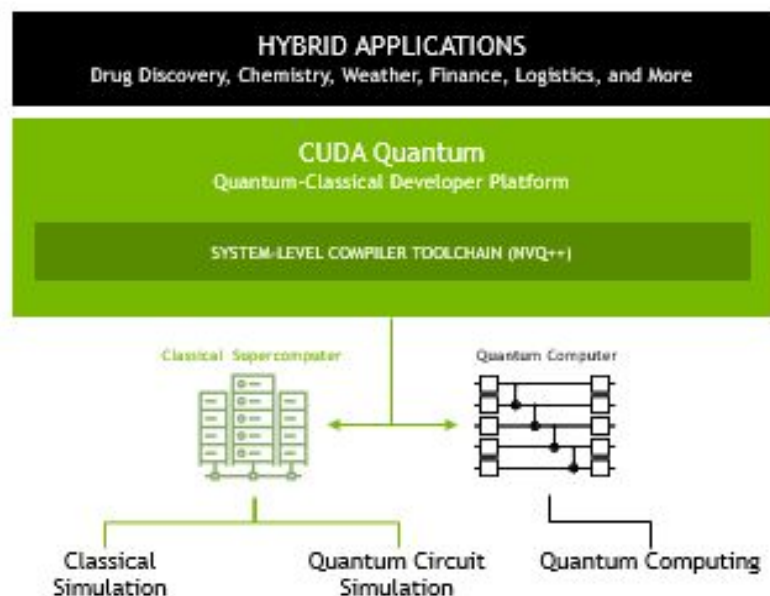 HYBRID APPLICATIONS
Drug Discovery, Chemistry, Weather, Finance, Logistics, and More
CUDA Quantum
Quantum-Classical Developer Platform
SYSTEM-LEVEL COMPILER TOOLCHAIN (NVQ++)
Classical Supercomputer
Quantum Computer
Classical
Simulation
Quantum Circuit
Simulation
Quantum Computing